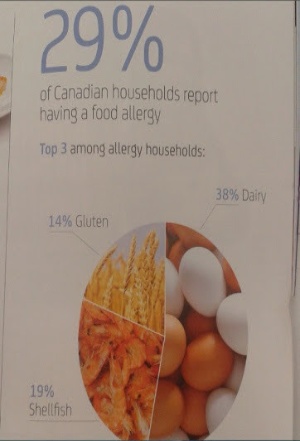 29%
of Canadian households report
having a food allergy
Top 3 among allergy households:
38% Dairy
14% Gluten
19%
Shellfish